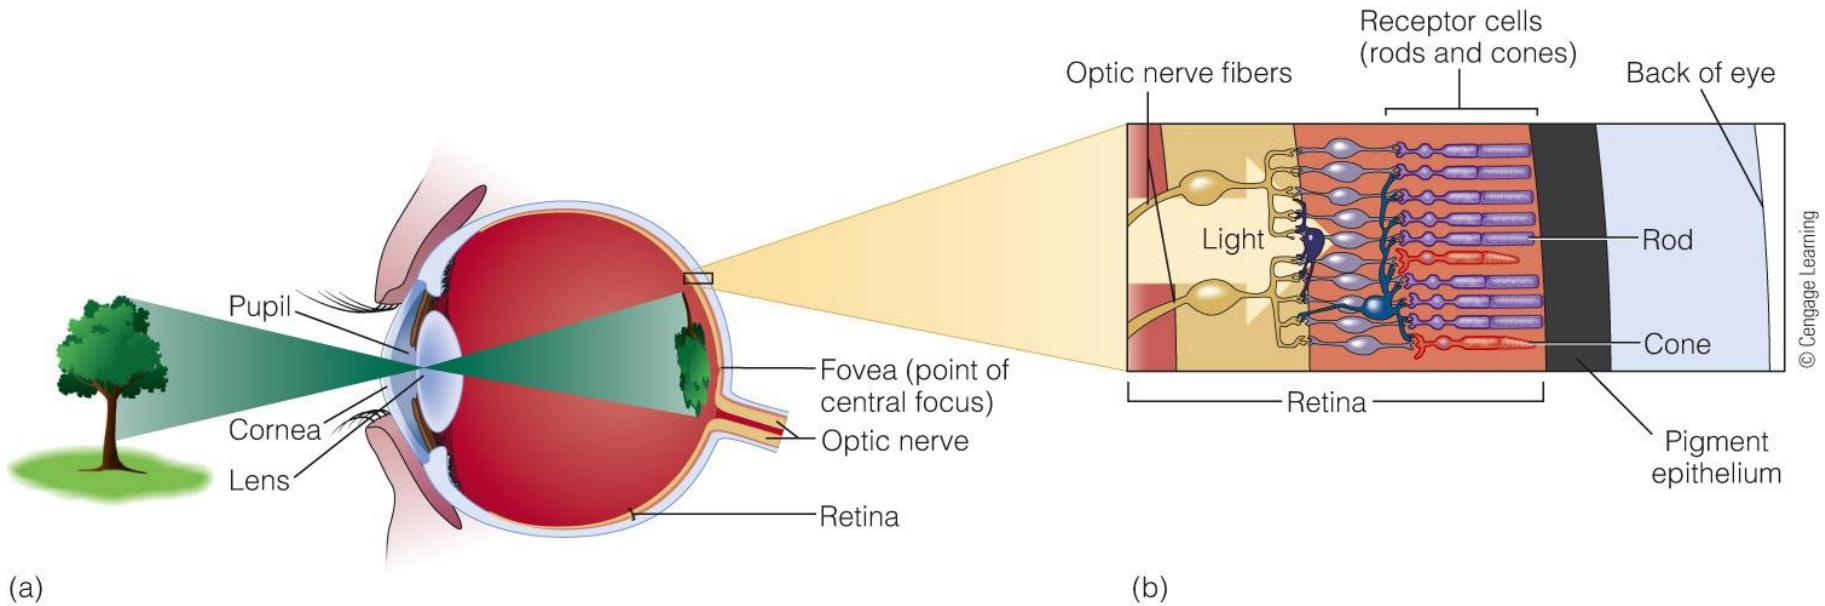 Pupil
Cornea
Lens
Fovea (point of
central focus)
Optic nerve
Retina
(a)
Receptor cells
(rods and cones)
Optic nerve fibers
Back of eye
Light
Rod
Cone
Retina
Pigment
epithelium
© Cengage Learning
(b)